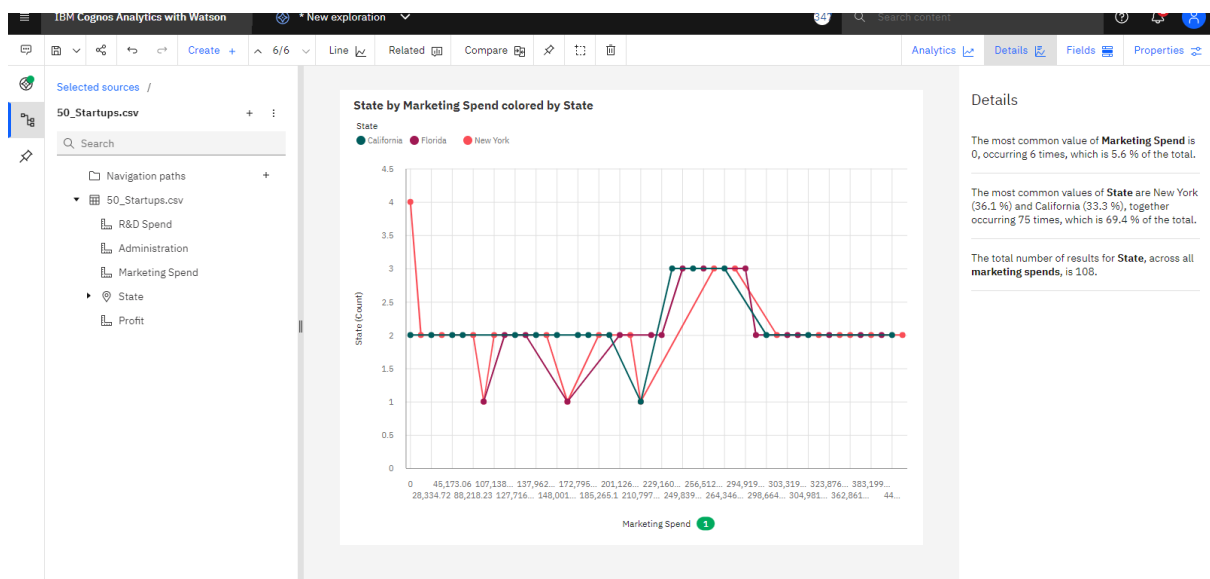 IBM Cognos Analytics with Watson
* New exploration
347
Search content
Create +
6/6
Line
Related
Compare
Analytics
Details
Fields
Properties
Selected sources /
50_Startups.csv
Search
Navigation paths
50_Startups.csv
R&D Spend
Administration
Marketing Spend
State
Profit
State by Marketing Spend colored by State
State
California Florida New York
4.5
4
3.5
3
2.5
2
1.5
1
0.5
0
State (Count)
0 45,173.06 107,138... 137,962... 172,795... 201,126... 229,160... 256,512... 294,919... 303,319... 323,876... 383,199...
28,334.72 88,218.23 127,716... 148,001... 185,265.1 210,797... 249,839... 264,346... 298,664... 304,981... 362,861... 44...
Marketing Spend 1
Details
The most common value of Marketing Spend is
0, occurring 6 times, which is 5.6 % of the total.
The most common values of State are New York
(36.1 %) and California (33.3 %), together
occurring 75 times, which is 69.4 % of the total.
The total number of results for State, across all
marketing spends, is 108.